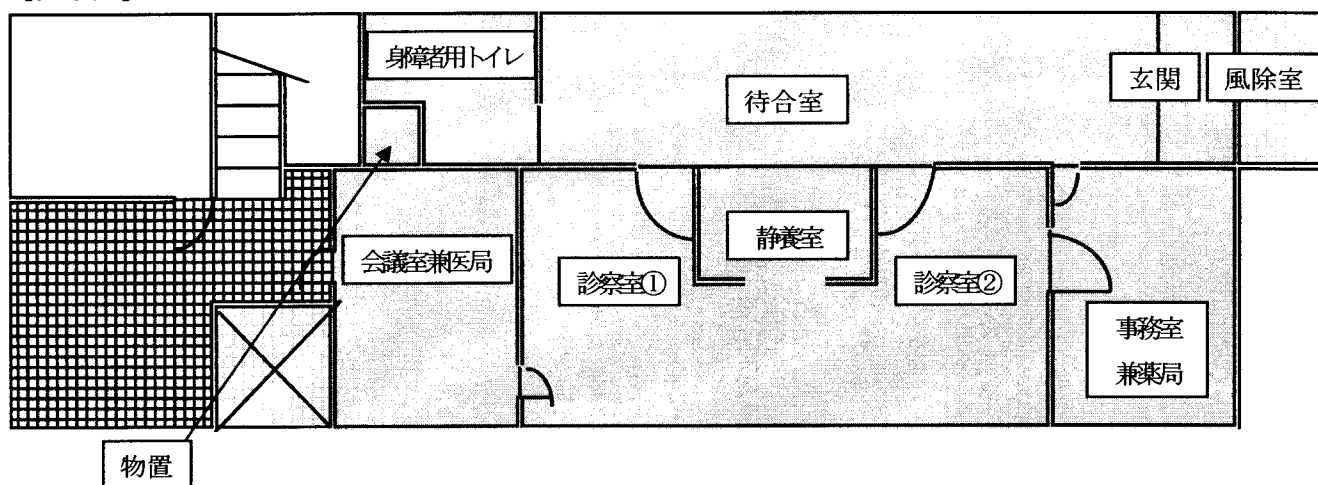 身障者用トイレ
待合室
玄関
風除室
会議室兼医局
診察室①
静養室
診察室②
事務室
兼薬局
物置